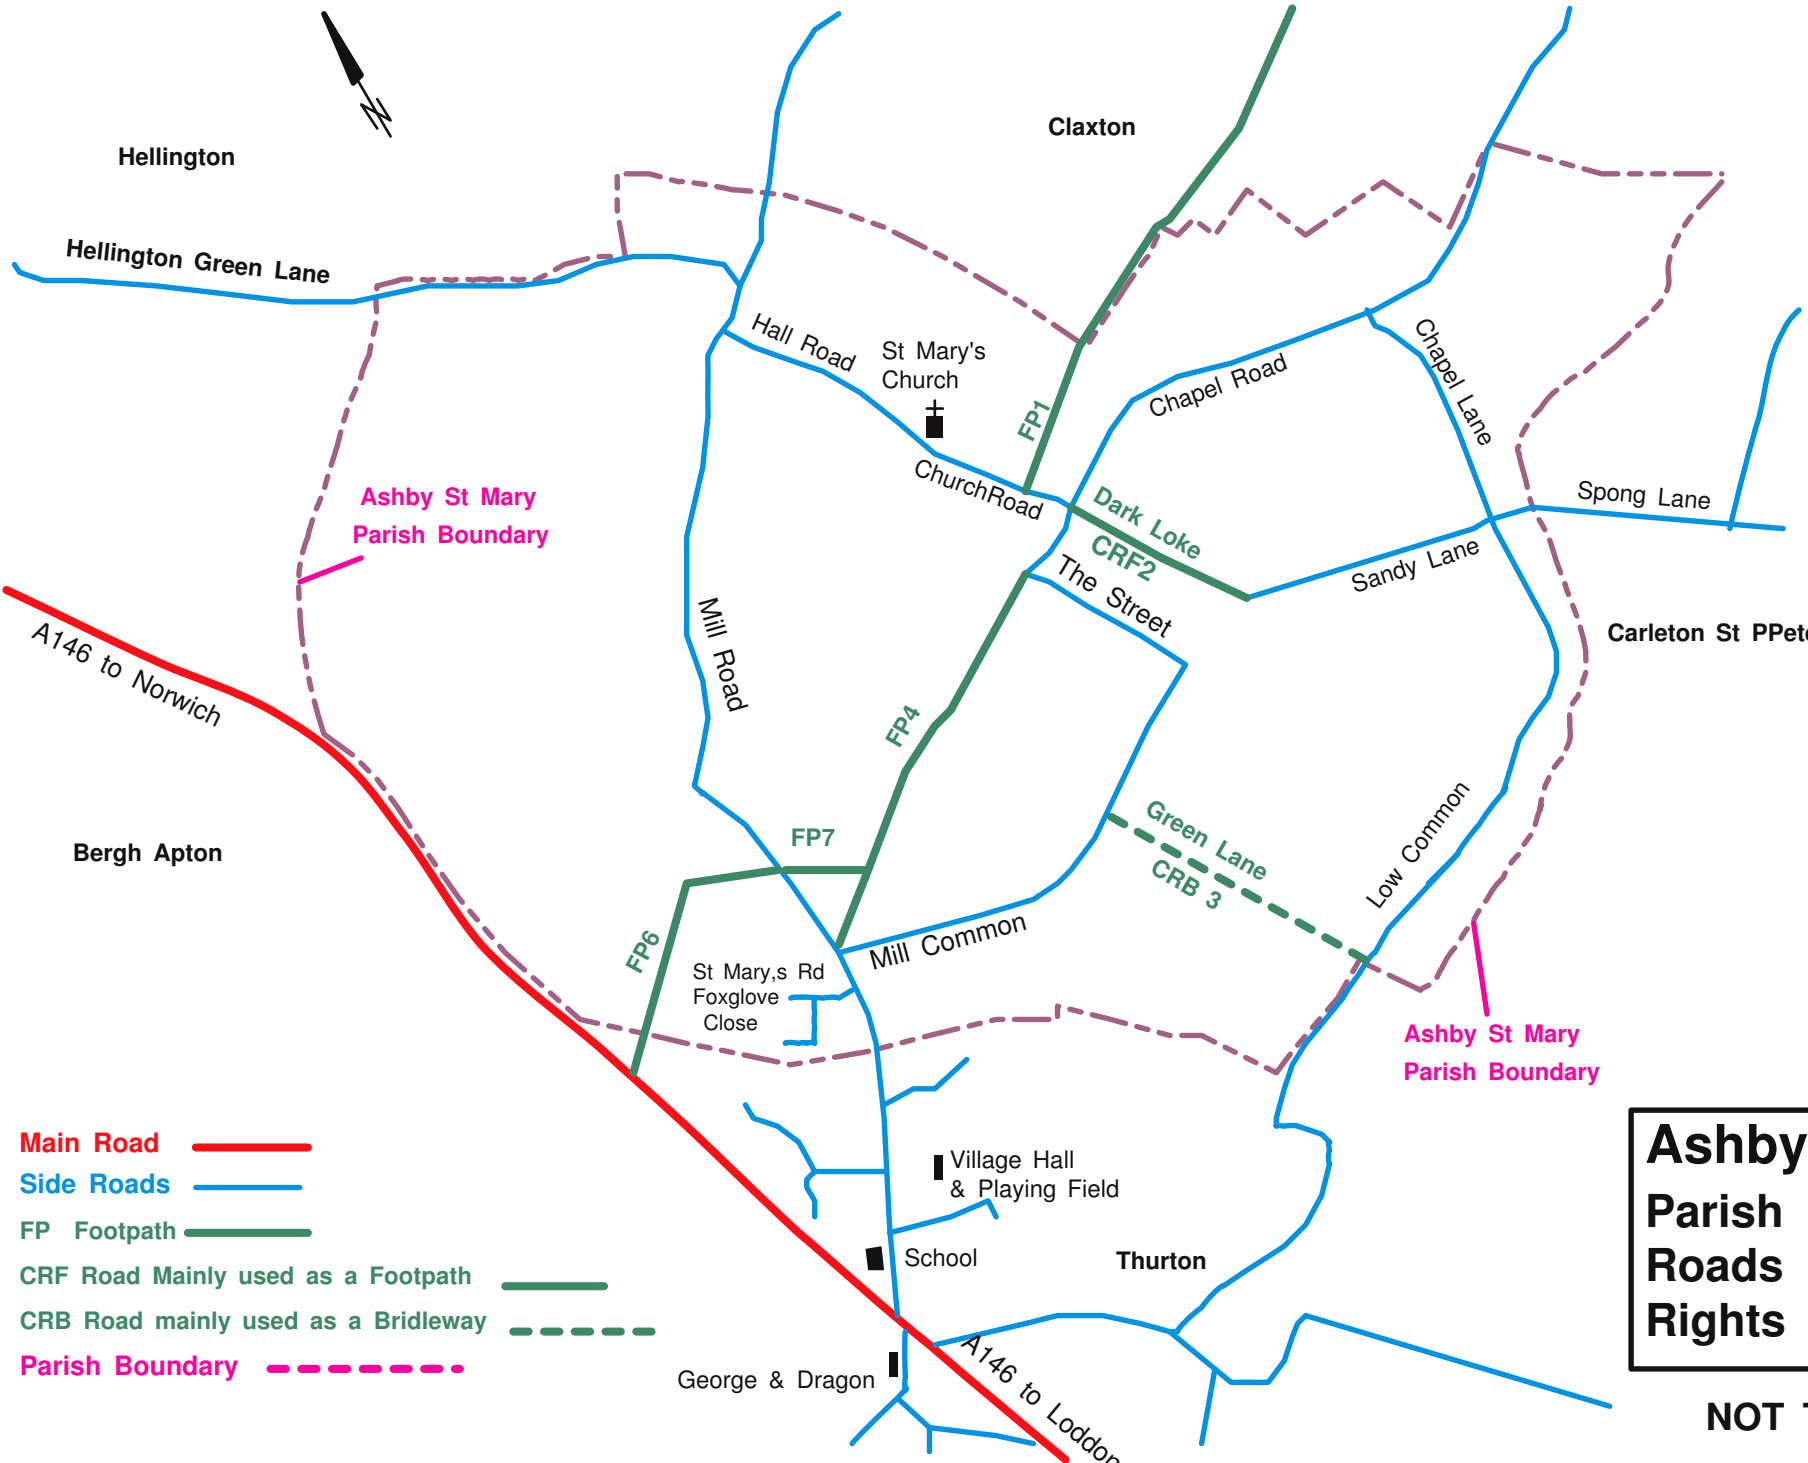 Claxton
Hellington
Hellington Green Lane
Hall Road
St Mary's
Church
FP1
Chapel Road
Chapel Lane
ChurchRoad
Dark Loke
CRF2
Spong Lane
Sandy Lane
The Street
Ashby St Mary
Parish Boundary
A146 to Norwich
Mill Road
Carleton St PPete
FP4
Bergh Apton
FP7
Green Lane
CRB 3
Low Common
FP6
Mill Common
St Mary,s Rd
Foxglove
Close
Ashby St Mary
Parish Boundary
Village Hall
& Playing Field
School
Thurton
George & Dragon
A146 to Loddon
Main Road
Side Roads
FP Footpath
CRF Road Mainly used as a Footpath
CRB Road mainly used as a Bridleway
Parish Boundary
Ashby
Parish
Roads
Rights
NOT